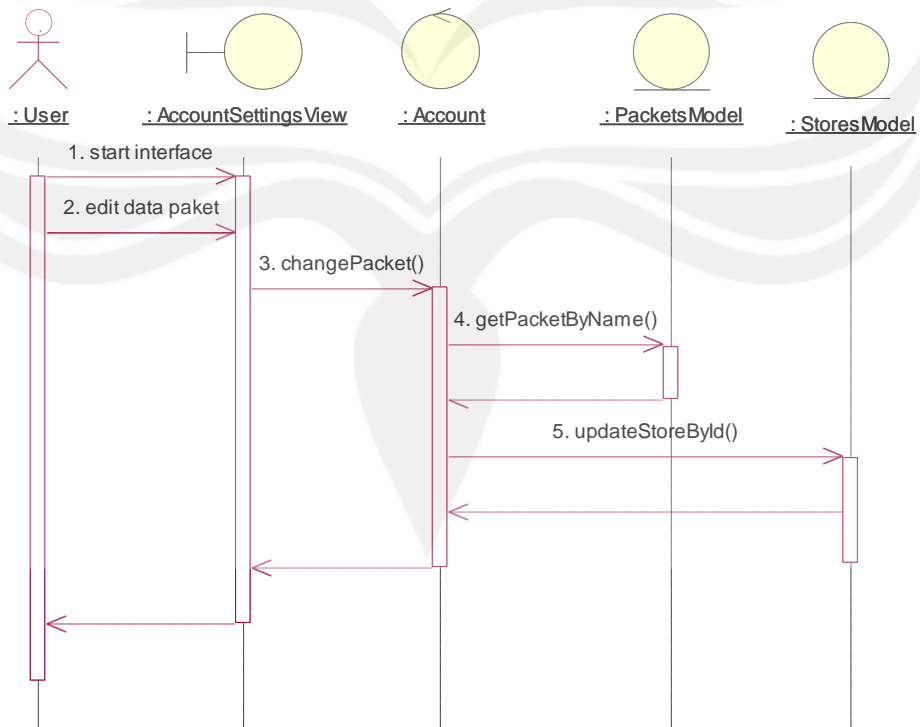 : User
: AccountSettingsView
: Account
: PacketsModel
: StoresModel
1. start interface
2. edit data paket
3. changePacket()
4. getPacketByName()
5. updateStoreById()